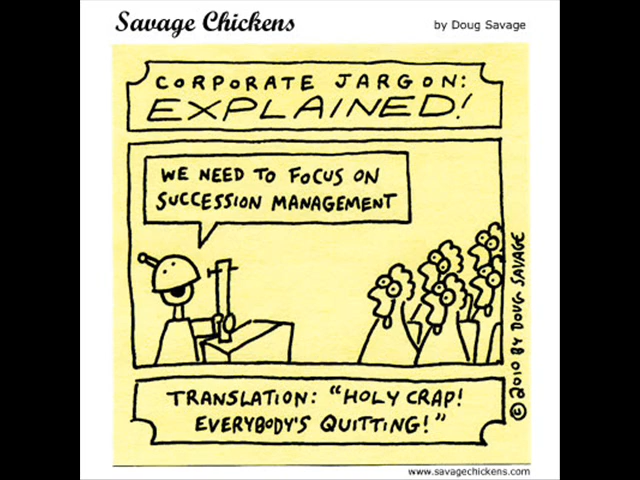 Savage Chickens
by Doug Savage
CORPORATE JARGON:
EXPLAINED!
WE NEED TO FOCUS ON
SUCCESSION MANAGEMENT
© 2010 BY DOUG SAVAGE
TRANSLATION: "HOLY CRAP!
EVERYBODY'S QUITTING!"
www.savagechickens.com